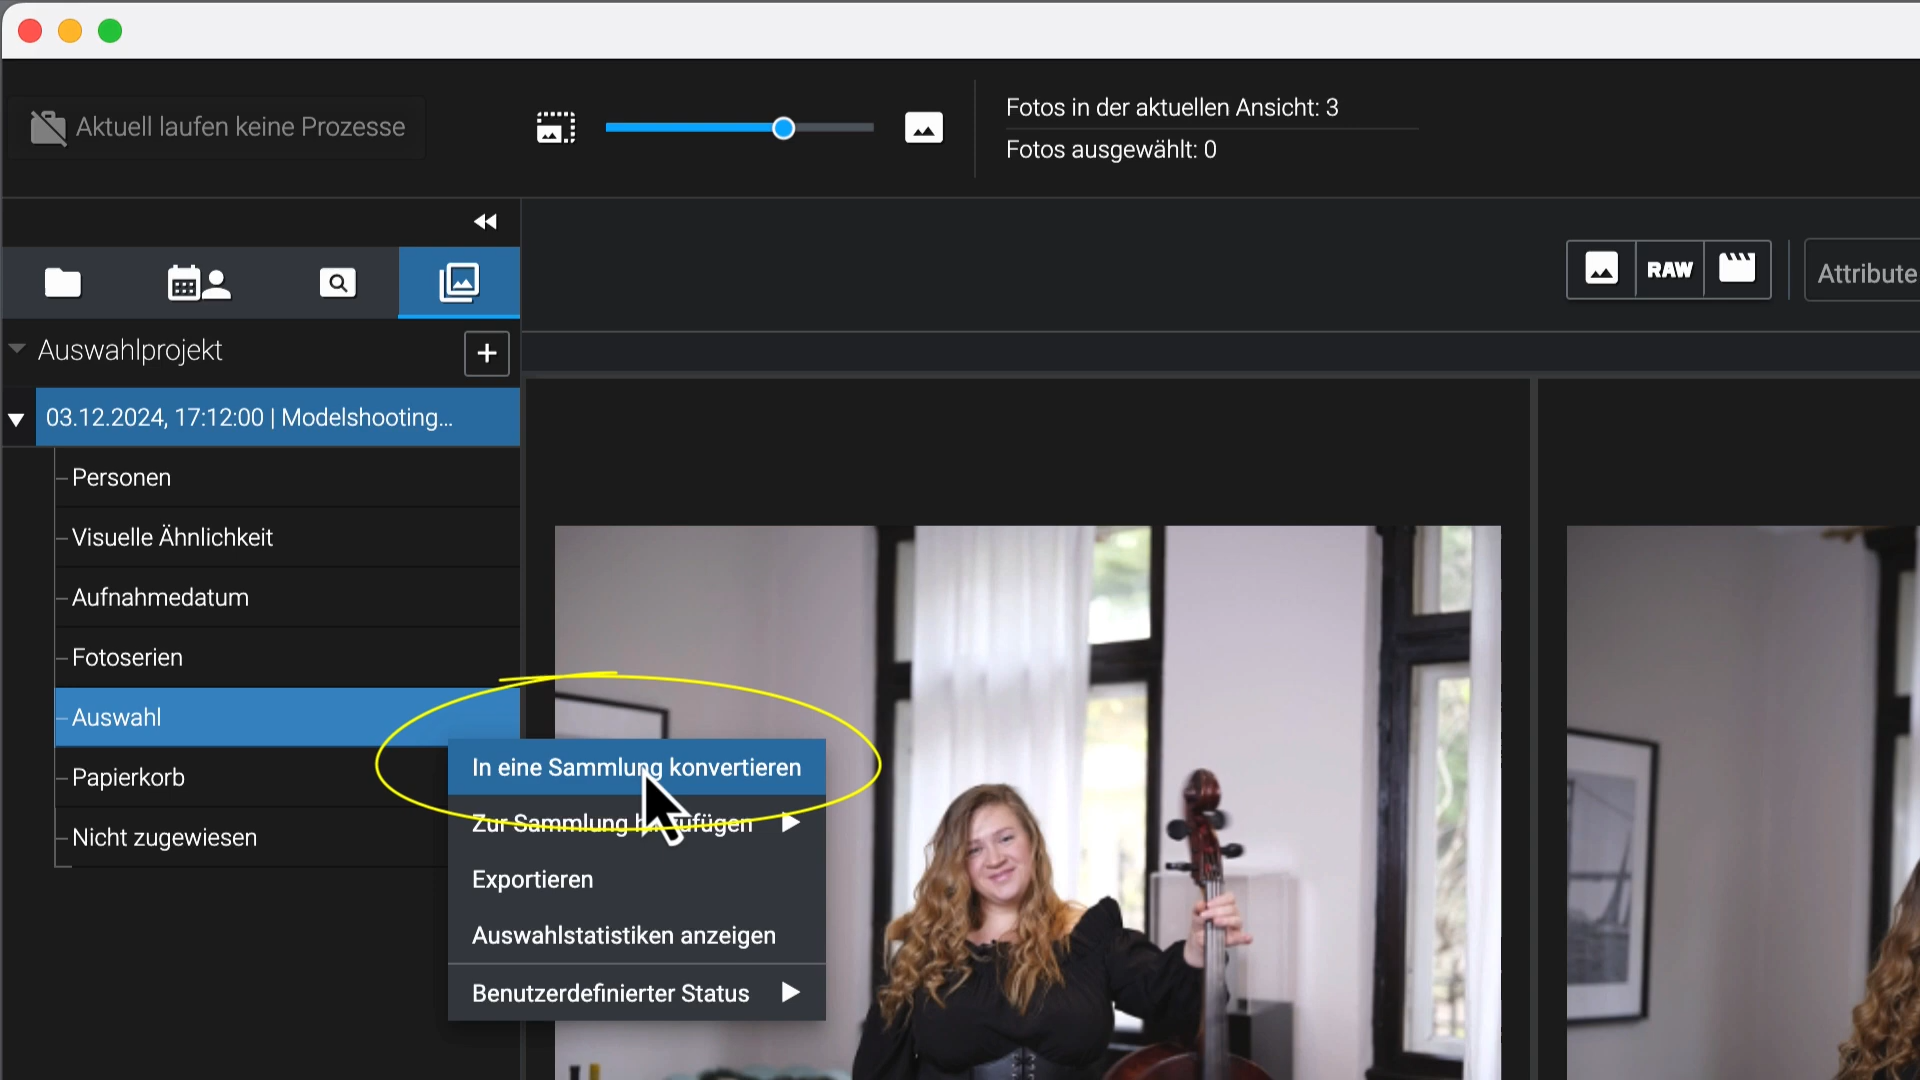 Aktuell laufen keine Prozesse
Fotos in der aktuellen Ansicht: 3
Fotos ausgewählt: 0
RAW
Attribute
Auswahlprojekt
+
03.12.2024, 17:12:00 | Modelshooting...
Personen
Visuelle Ähnlichkeit
Aufnahmedatum
Fotoserien
Auswahl
Papierkorb
Nicht zugewiesen
In eine Sammlung konvertieren
Zur Sammlung hinzufügen
Exportieren
Auswahlstatistiken anzeigen
Benutzerdefinierter Status